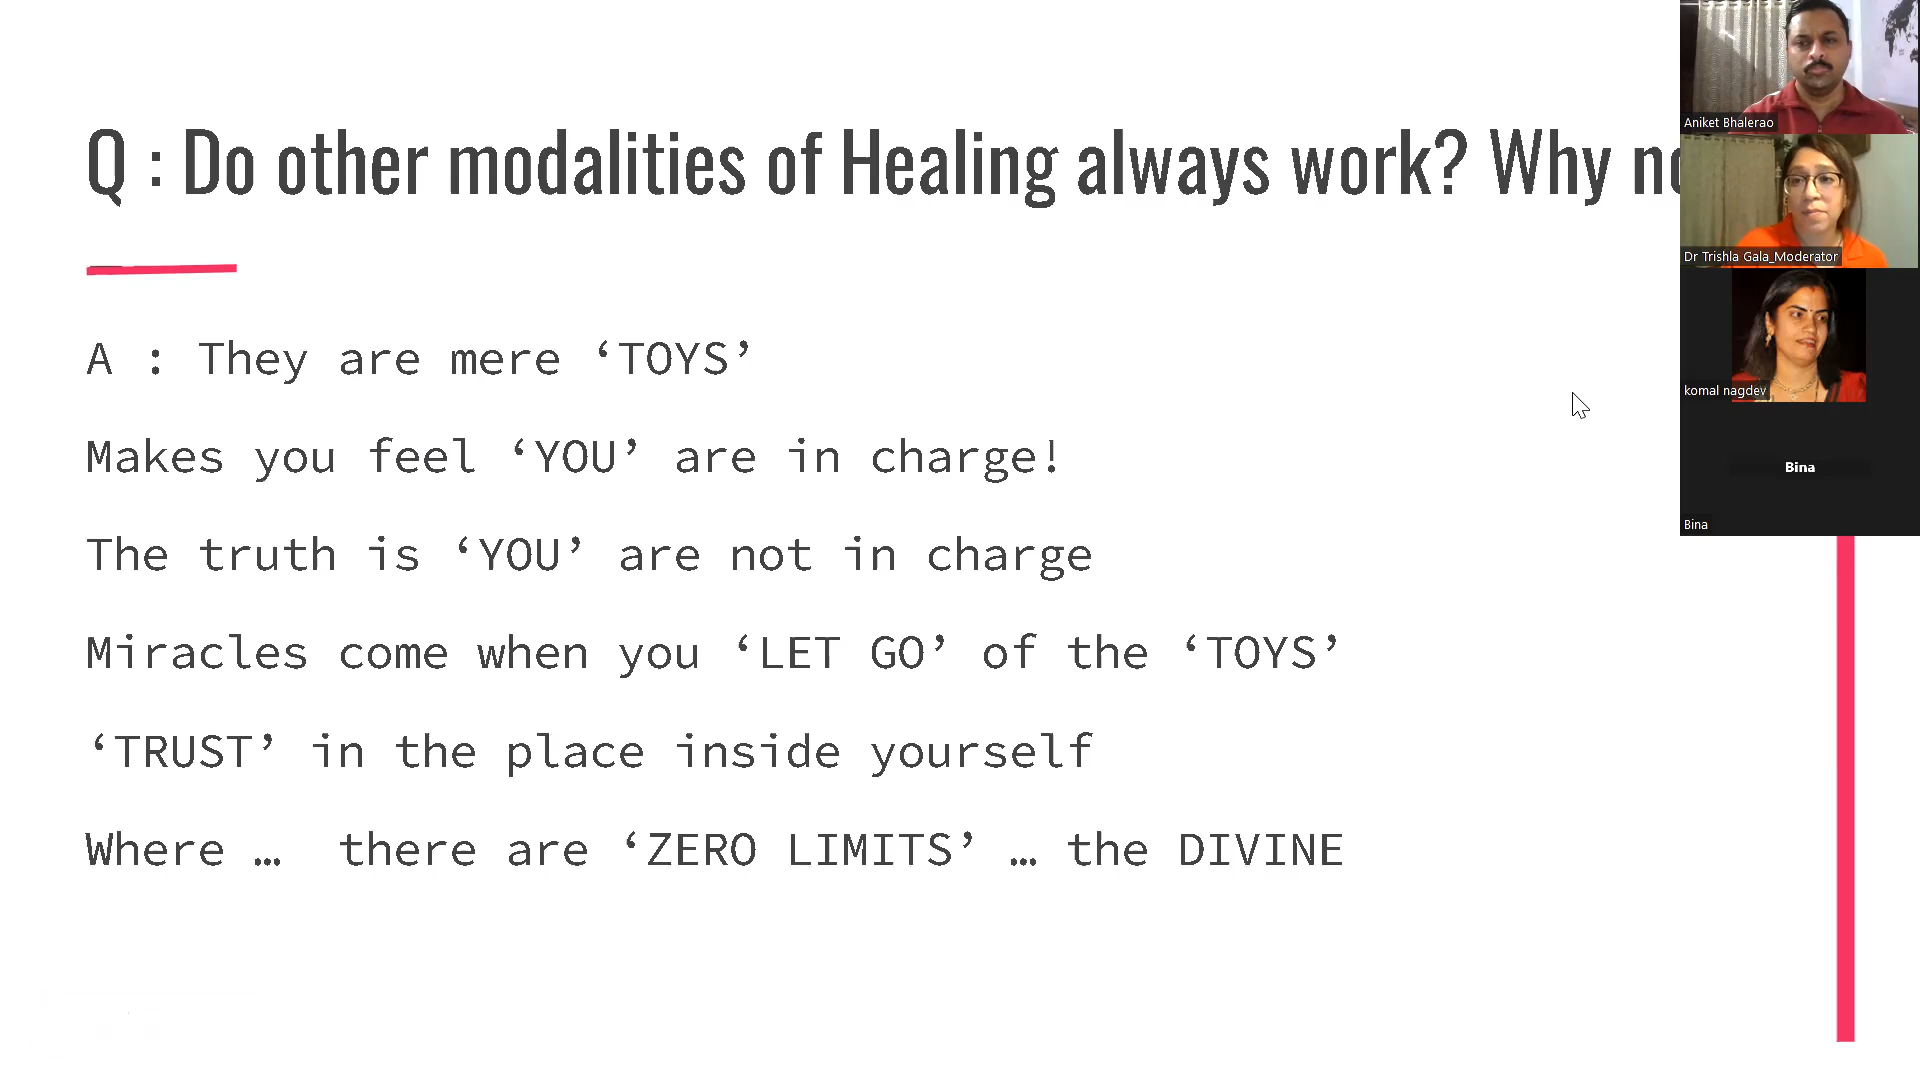 Q : Do other modalities of Healing always work? Why
A : They are mere ‘TOYS’
Makes you feel ‘YOU’ are in charge!
The truth is ‘YOU’ are not in charge
Miracles come when you ‘LET GO’ of the ‘TOYS’
‘TRUST’ in the place inside yourself
Where … there are ‘ZERO LIMITS’ … the DIVINE
Aniket Bhalerao
Dr Trishla Gala_Moderator
komal nagdev
Bina
Bina